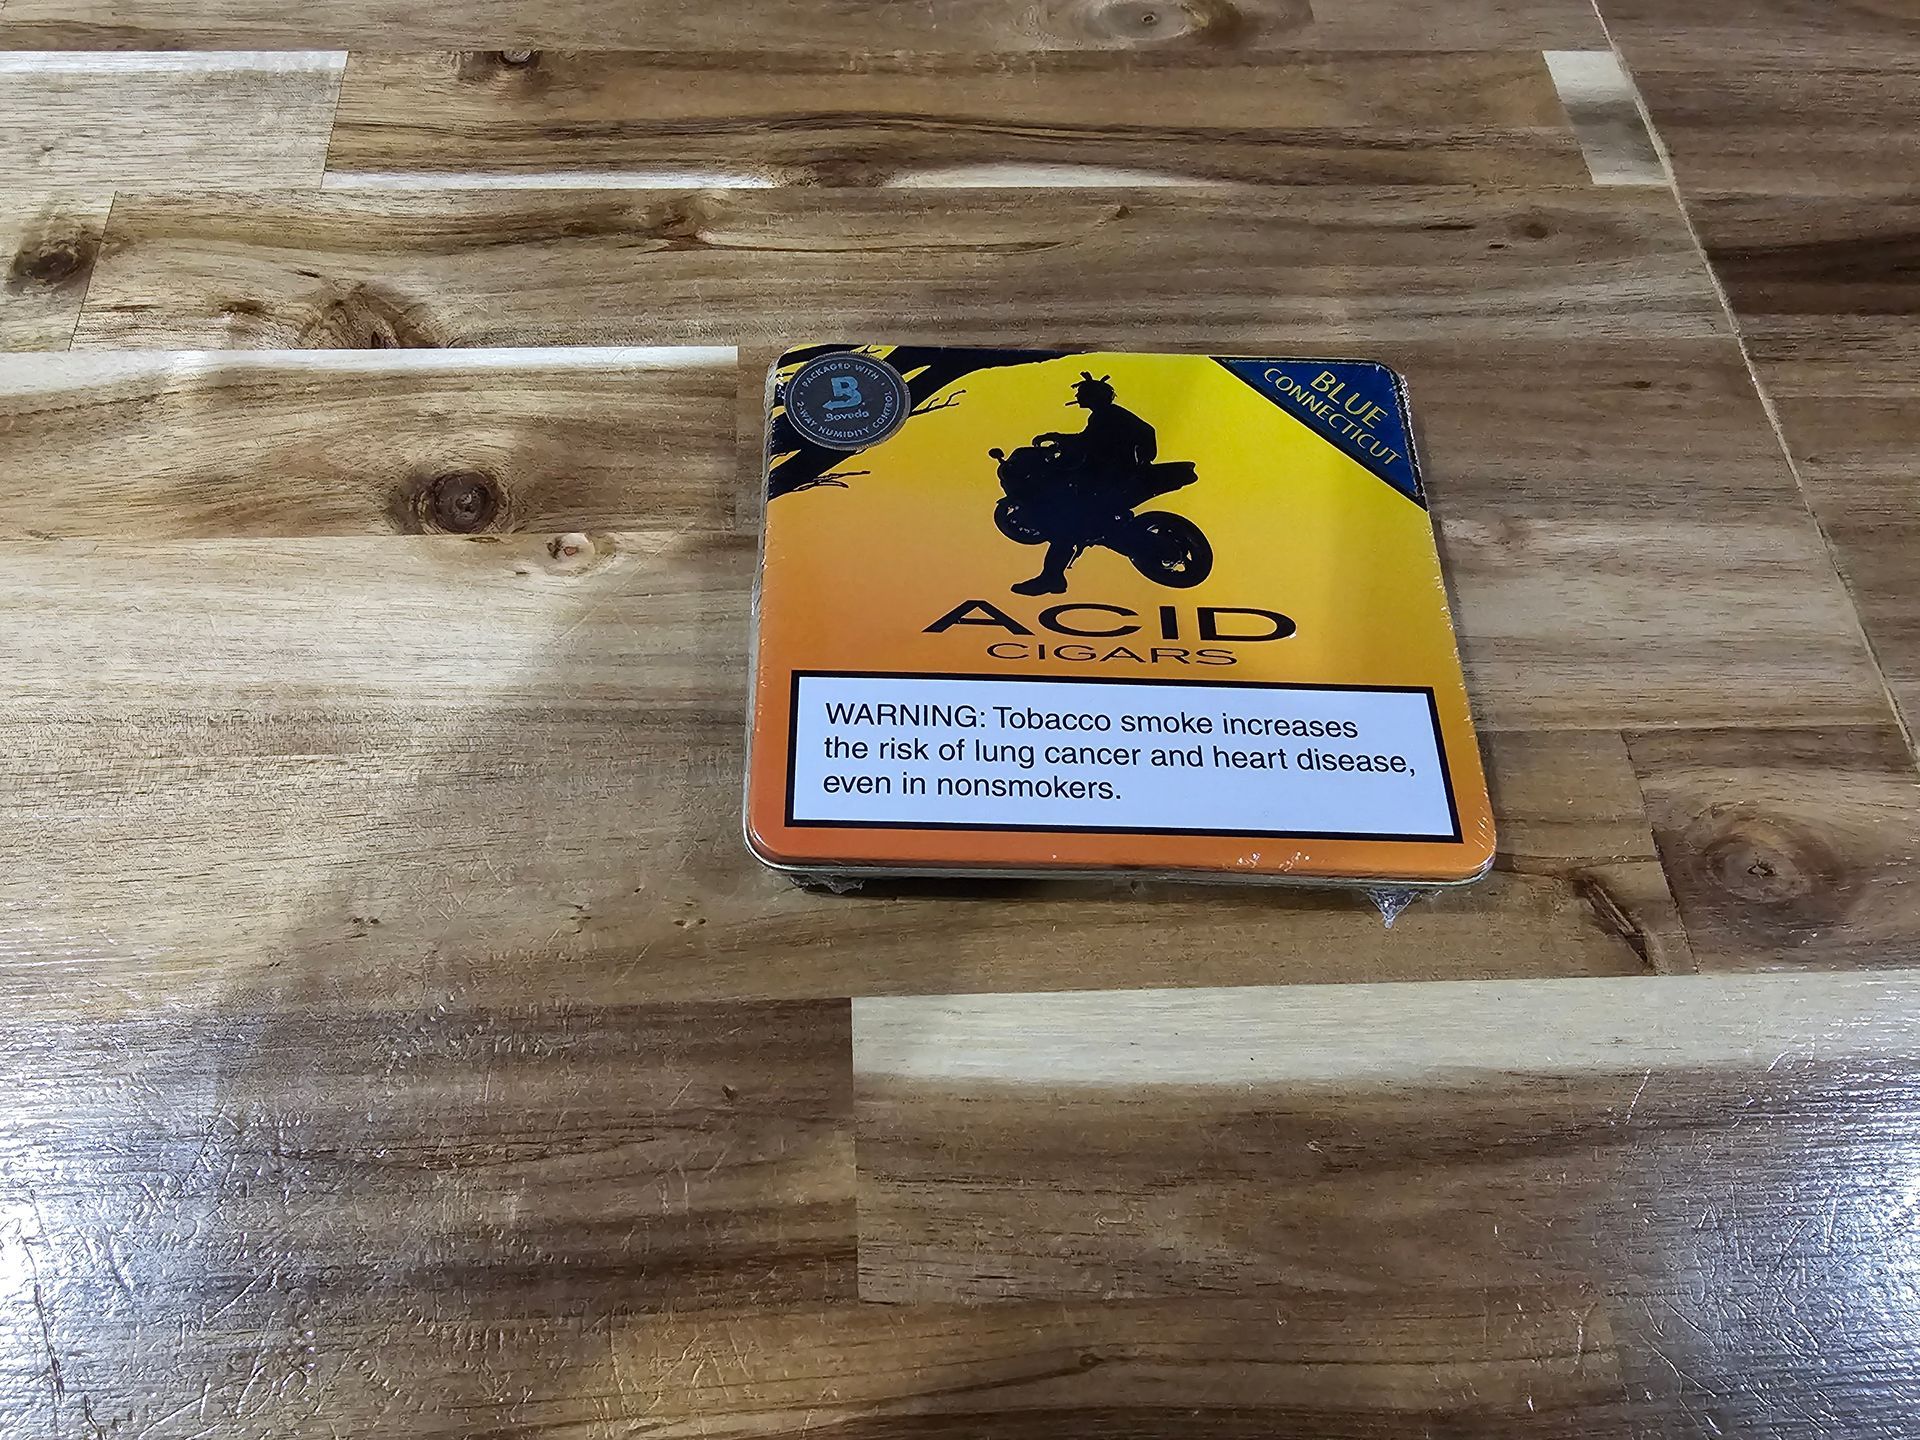 PACKAGED WITH
B
Boveda
2-WAY HUMIDITY CONTROL
BLUE
CONNECTICUT
ACID
CIGARS
WARNING: Tobacco smoke increases
the risk of lung cancer and heart disease,
even in nonsmokers.